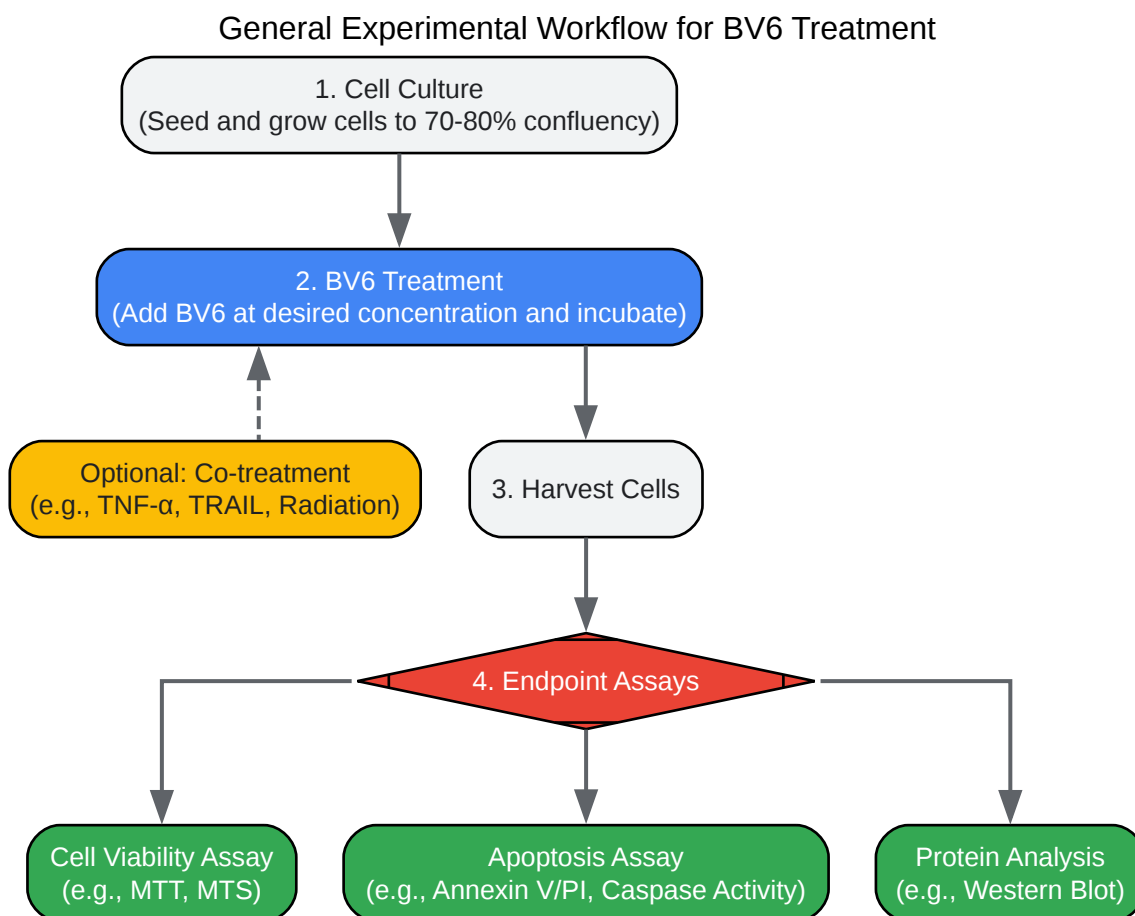 General Experimental Workflow for BV6 Treatment
1. Cell Culture
(Seed and grow cells to 70-80% confluency)
2. BV6 Treatment
(Add BV6 at desired concentration and incubate)
Optional: Co-treatment
(e.g., TNF-α, TRAIL, Radiation)
3. Harvest Cells
4. Endpoint Assays
Cell Viability Assay
(e.g., MTT, MTS)
Apoptosis Assay
(e.g., Annexin V/PI, Caspase Activity)
Protein Analysis
(e.g., Western Blot)